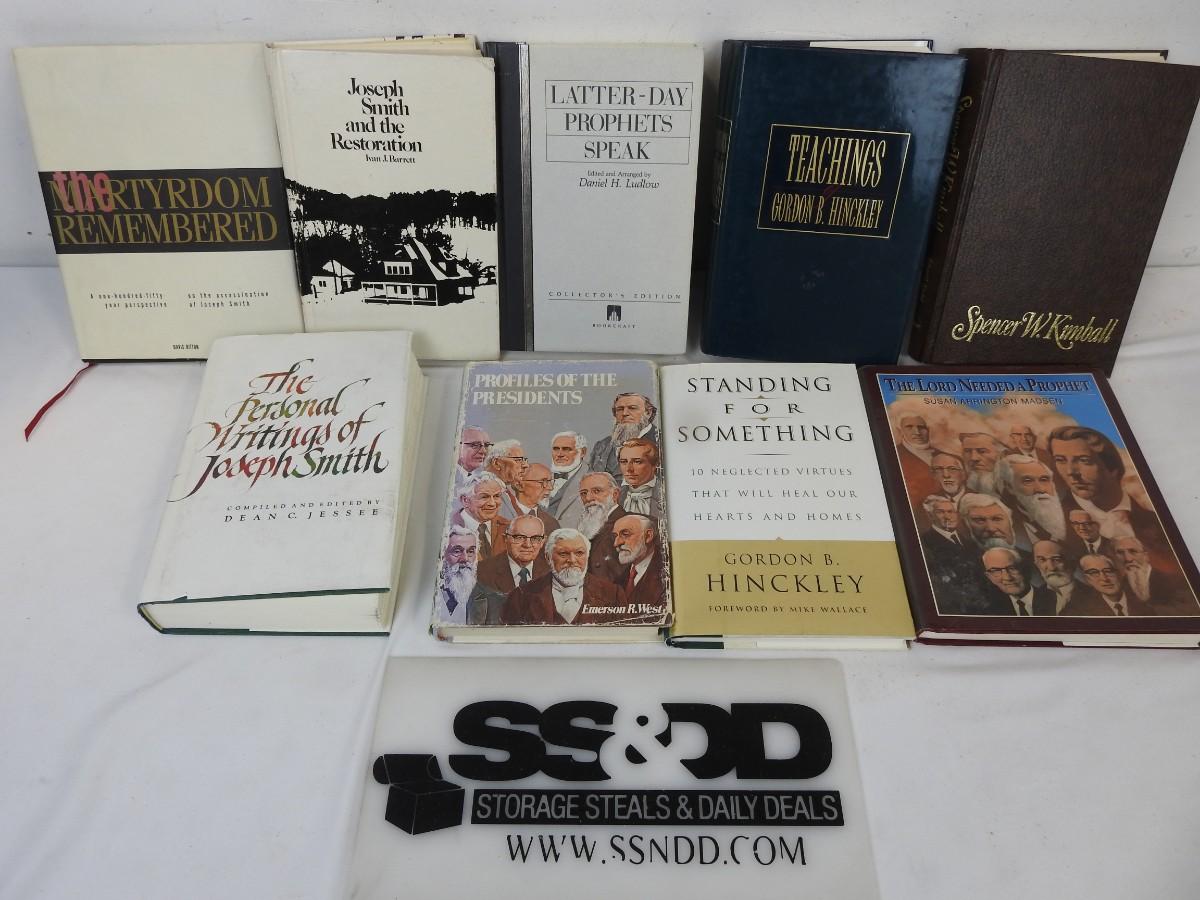 the
MARTYRDOM
REMEMBERED
A one-hundred-fifty
year perspective
on the assassination
of Joseph Smith
DAVIS BITTON
Joseph
Smith
and the
Restoration
Ivan J. Barrett
LATTER-DAY
PROPHETS
SPEAK
Edited and Arranged by
Daniel H. Ludlow
COLLECTOR'S EDITION
BOOKCRAFT
TEACHINGS
of
GORDON B. HINCKLEY
Spencer W. Kimball
The
Personal
Writings of
Joseph Smith
COMPILED AND EDITED BY
DEAN C. JESSEE
PROFILES OF THE
PRESIDENTS
Emerson R. West
STANDING
FOR
SOMETHING
10 NEGLECTED VIRTUES
THAT WILL HEAL OUR
HEARTS AND HOMES
GORDON B.
HINCKLEY
FOREWORD BY MIKE WALLACE
THE LORD NEEDED A PROPHET
SUSAN ARRINGTON MADSEN
SS&DD
STORAGE STEALS & DAILY DEALS
WWW.SSNDD.COM